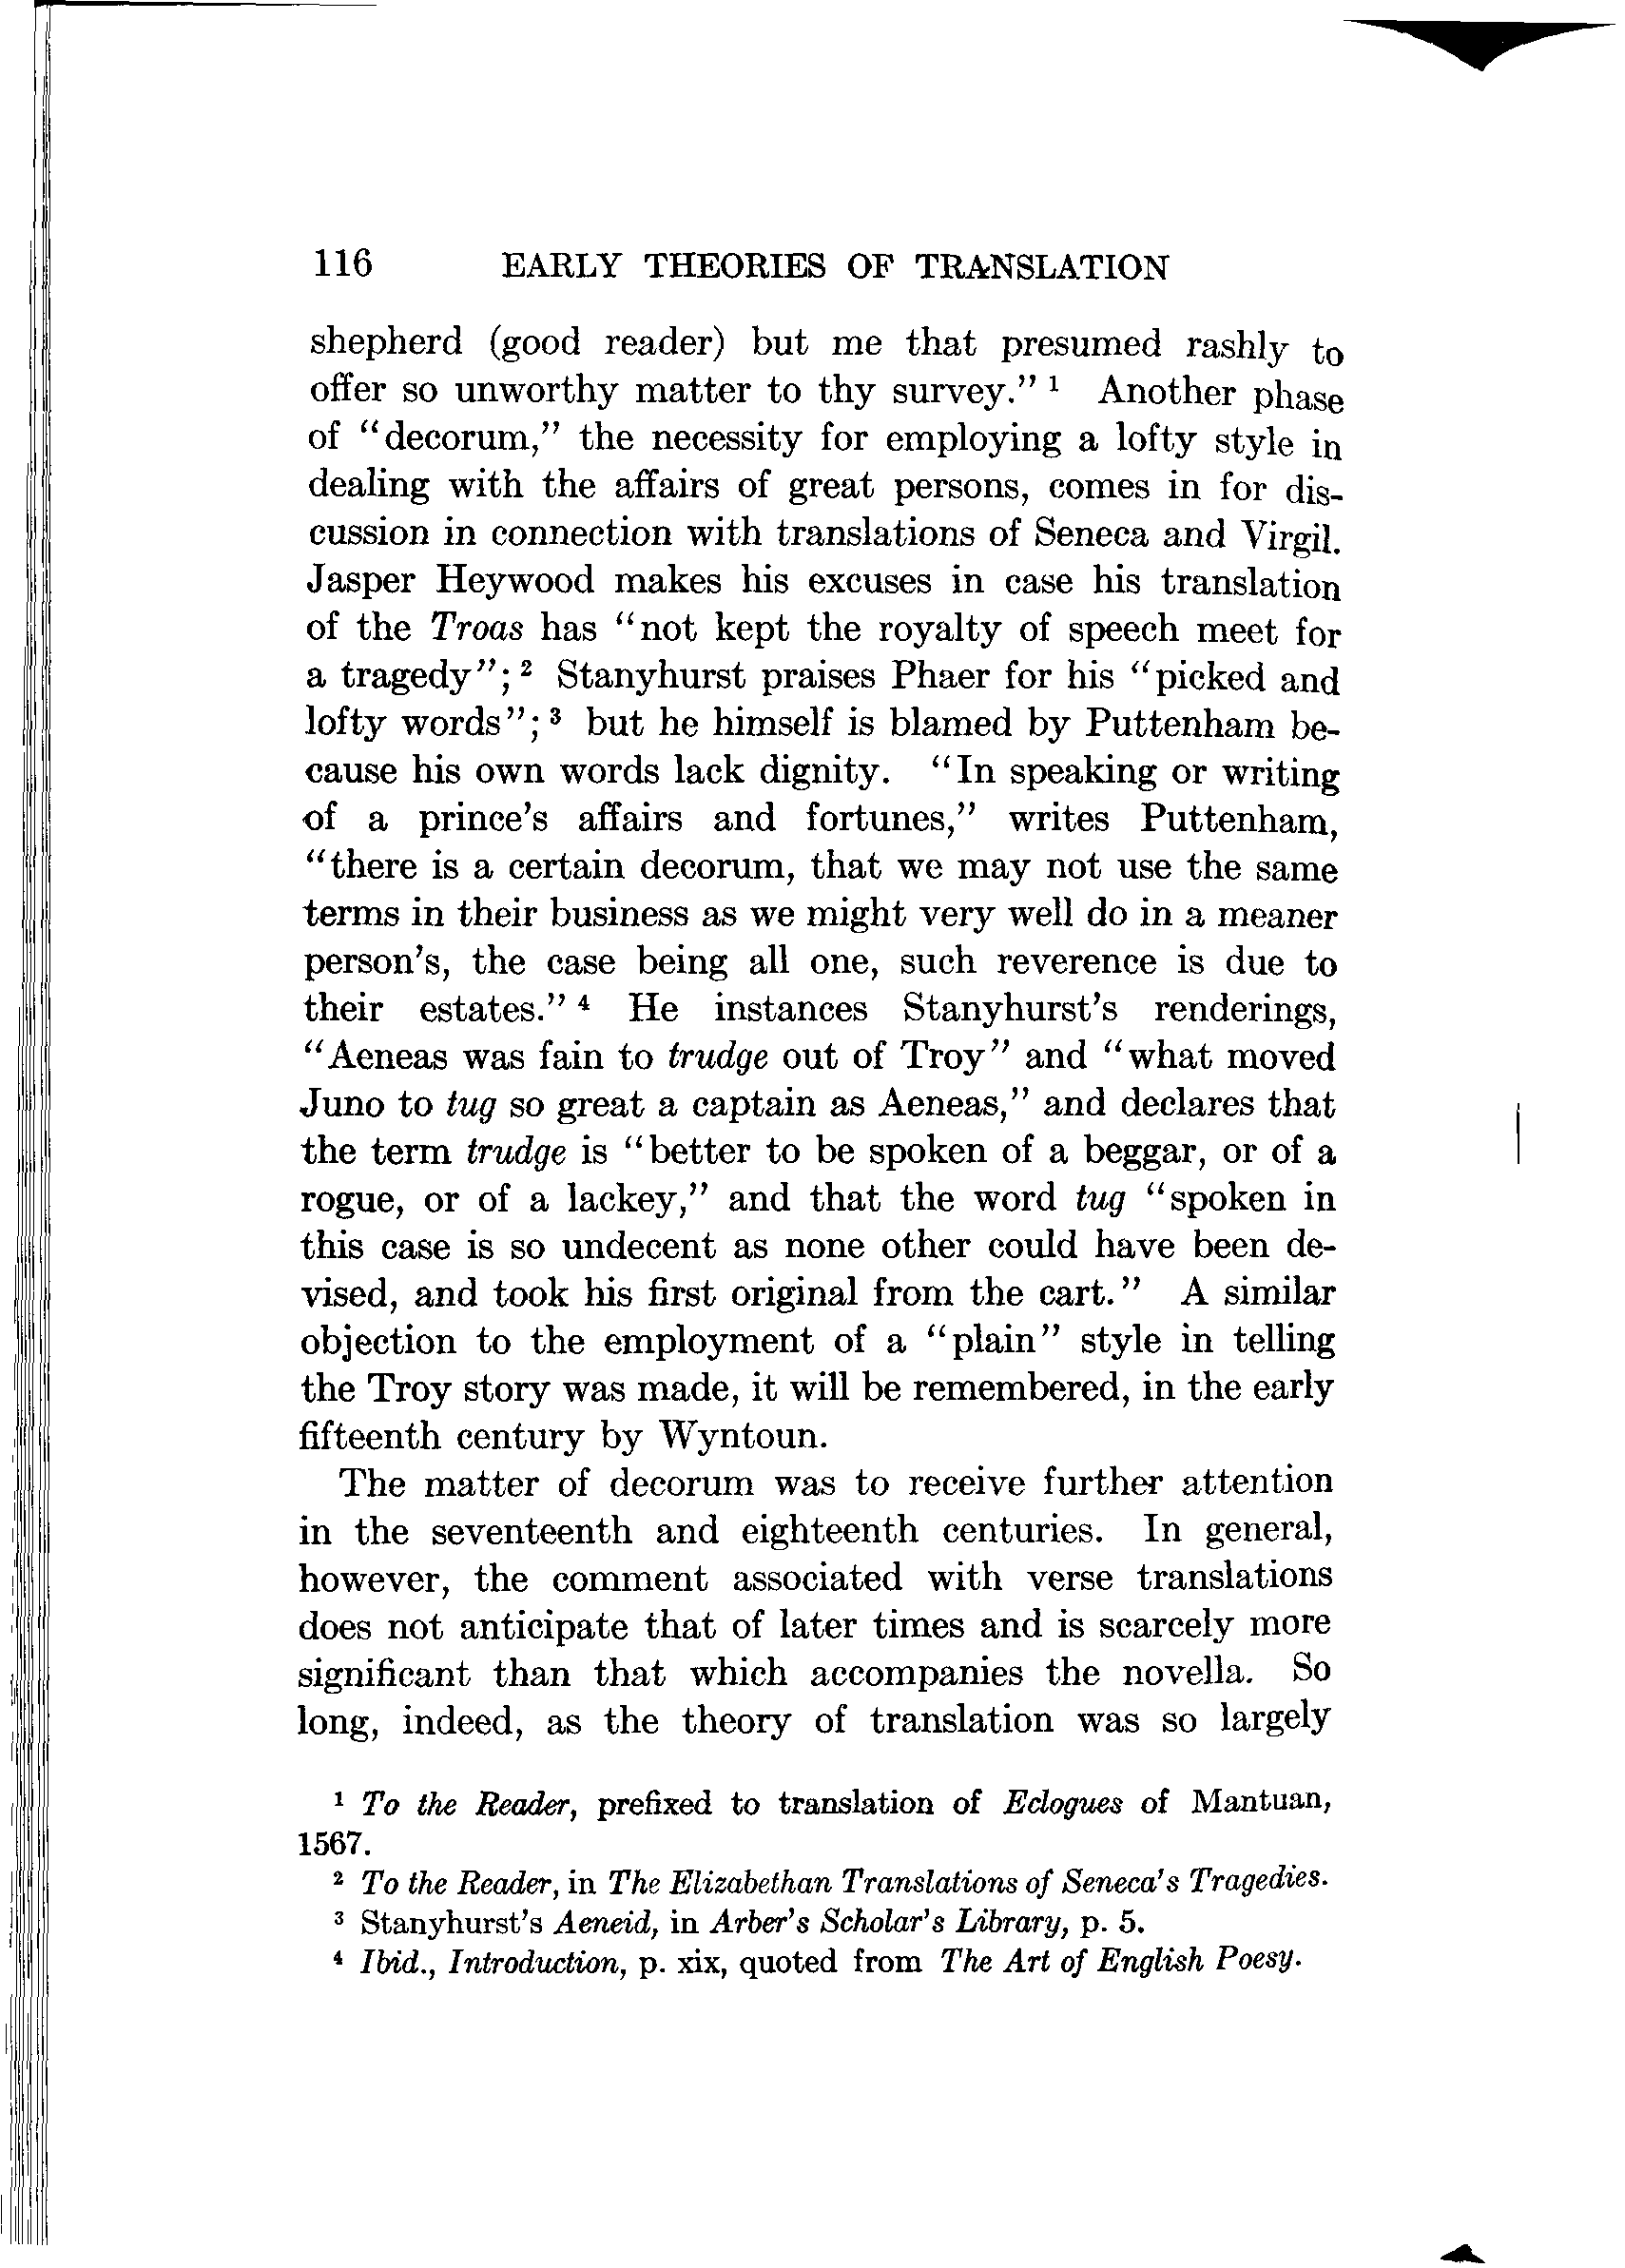 116 EARLY THEORIES OF TRANSLATION
shepherd (good reader) but me that presumed rashly to
offer so unworthy matter to thy survey." ¹ Another phase
of "decorum," the necessity for employing a lofty style in
dealing with the affairs of great persons, comes in for dis-
cussion in connection with translations of Seneca and Virgil.
Jasper Heywood makes his excuses in case his translation
of the Troas has "not kept the royalty of speech meet for
a tragedy"; ² Stanyhurst praises Phaer for his "picked and
lofty words"; ³ but he himself is blamed by Puttenham be-
cause his own words lack dignity. "In speaking or writing
of a prince's affairs and fortunes," writes Puttenham,
"there is a certain decorum, that we may not use the same
terms in their business as we might very well do in a meaner
person's, the case being all one, such reverence is due to
their estates." ⁴ He instances Stanyhurst's renderings,
"Aeneas was fain to trudge out of Troy" and "what moved
Juno to tug so great a captain as Aeneas," and declares that
the term trudge is "better to be spoken of a beggar, or of a
rogue, or of a lackey," and that the word tug "spoken in
this case is so undecent as none other could have been de-
vised, and took his first original from the cart." A similar
objection to the employment of a "plain" style in telling
the Troy story was made, it will be remembered, in the early
fifteenth century by Wyntoun.
The matter of decorum was to receive further attention
in the seventeenth and eighteenth centuries. In general,
however, the comment associated with verse translations
does not anticipate that of later times and is scarcely more
significant than that which accompanies the novella. So
long, indeed, as the theory of translation was so largely
¹ To the Reader, prefixed to translation of Eclogues of Mantuan,
1567.
² To the Reader, in The Elizabethan Translations of Seneca's Tragedies.
³ Stanyhurst's Aeneid, in Arber's Scholar's Library, p. 5.
⁴ Ibid., Introduction, p. xix, quoted from The Art of English Poesy.